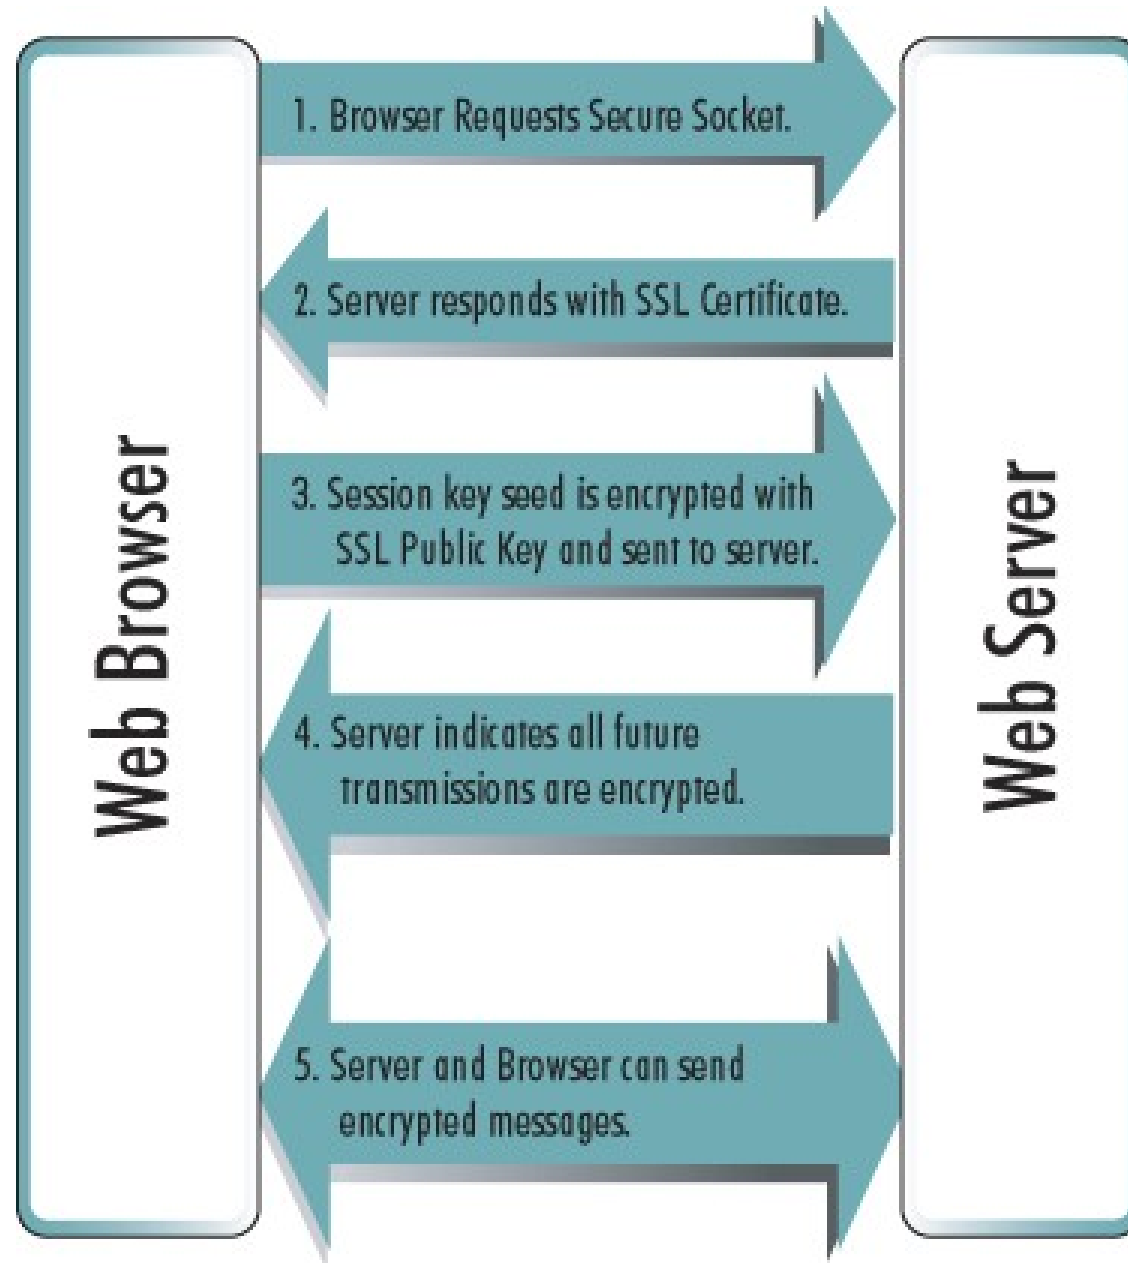 Web Browser
1. Browser Requests Secure Socket.
2. Server responds with SSL Certificate.
3. Session key seed is encrypted with
SSL Public Key and sent to server.
4. Server indicates all future
transmissions are encrypted.
5. Server and Browser can send
encrypted messages.
Web Server